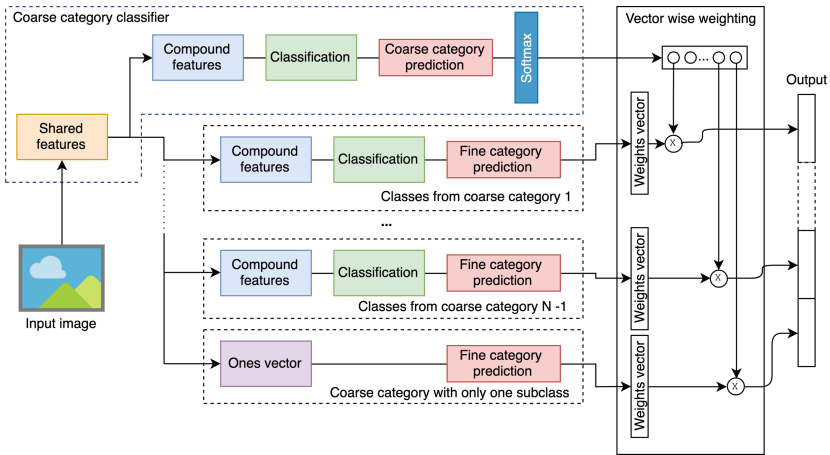 Coarse category classifier
Vector wise weighting
Compound
features
Classification
Coarse category
prediction
Softmax
...
Output
Shared
features
Weights vector
X
Compound
features
Classification
Fine category
prediction
Classes from coarse category 1
...
Compound
features
Classification
Fine category
prediction
Weights vector
X
Classes from coarse category N -1
Input image
Ones vector
Fine category
prediction
Weights vector
X
Coarse category with only one subclass